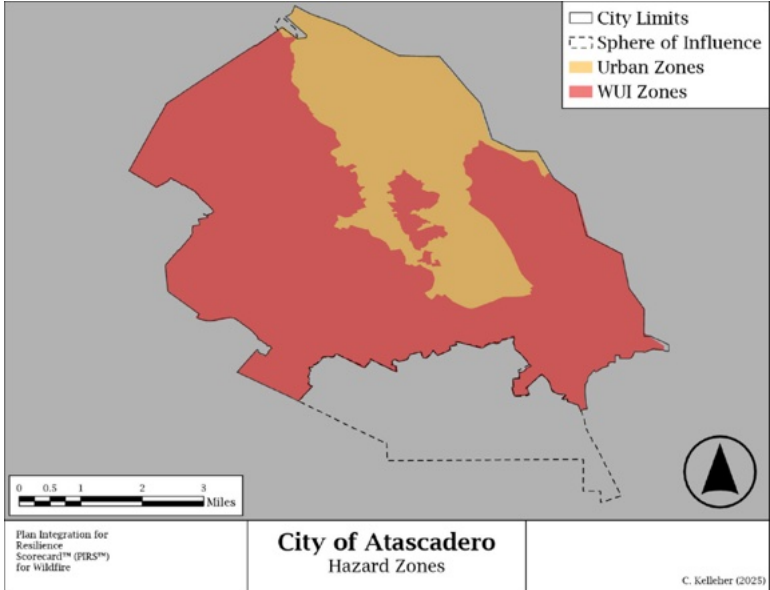 City Limits
Sphere of Influence
Urban Zones
WUI Zones
0 0.5 1 2 3
Miles
Plan Integration for
Resilience
Scorecard™ (PIRS™)
for Wildfire
City of Atascadero
Hazard Zones
C. Kelleher (2025)